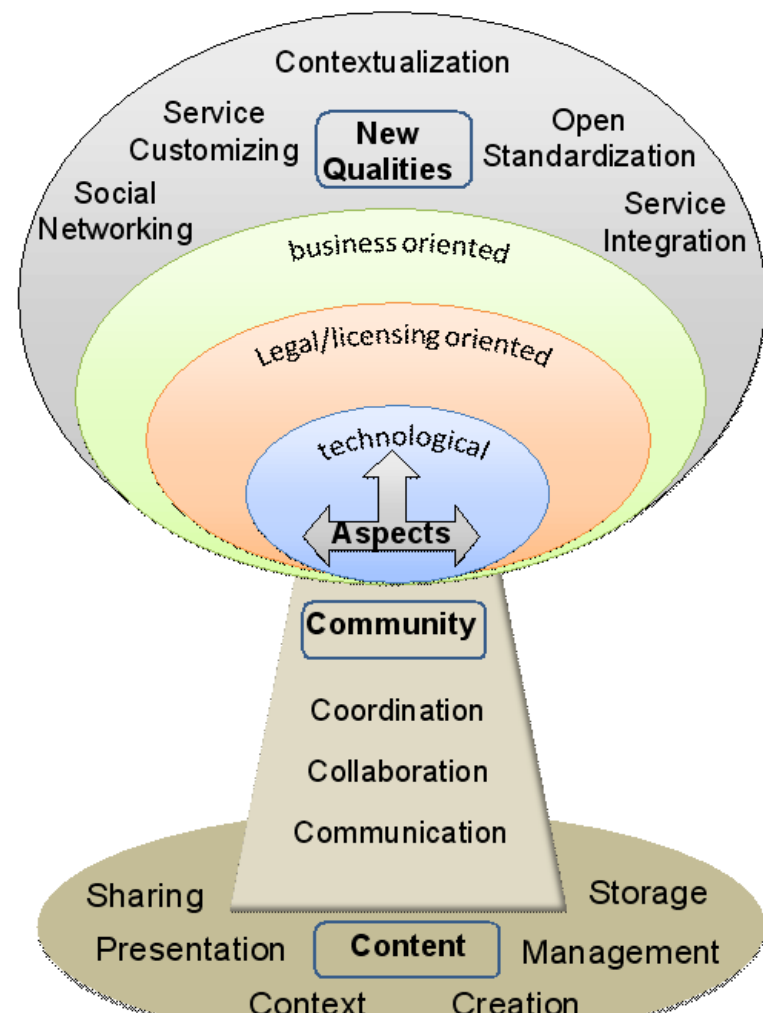 Contextualization
Service
Customizing
New
Qualities
Open
Standardization
Social
Networking
Service
Integration
business oriented
Legal/licensing oriented
technological
Aspects
Community
Coordination
Collaboration
Communication
Sharing
Storage
Presentation
Content
Management
Context
Creation